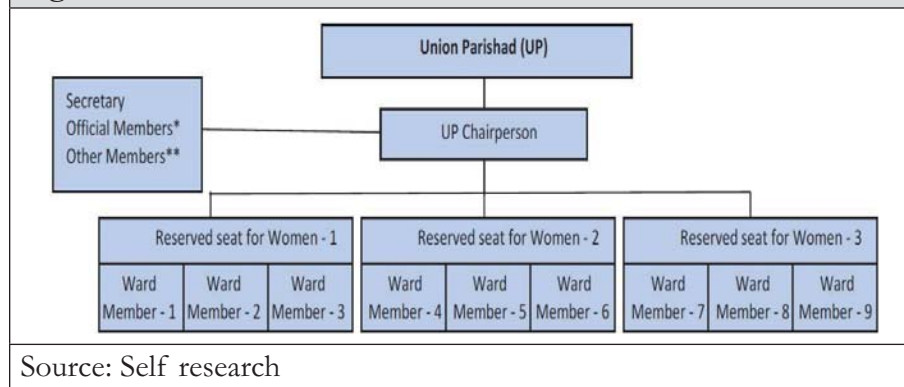 Union Parishad (UP)
Secretary
Official Members*
Other Members**
UP Chairperson
Reserved seat for Women - 1
Ward
Member - 1
Ward
Member - 2
Ward
Member - 3
Reserved seat for Women - 2
Ward
Member - 4
Ward
Member - 5
Ward
Member - 6
Reserved seat for Women - 3
Ward
Member - 7
Ward
Member - 8
Ward
Member - 9
Source: Self research